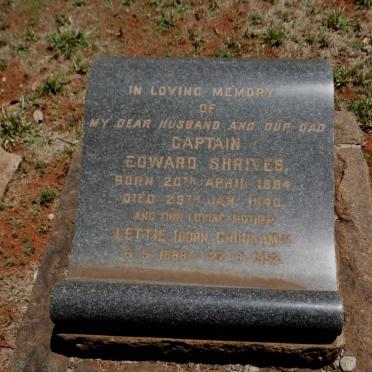 IN LOVING MEMORY
OF
MY DEAR HUSBAND AND OUR DAD
CAPTAIN
EDWARD SHRIVES.
BORN 20TH APRIL 1884
DIED 29TH JAN. 1940
AND OUR LOVING MOTHER
LETTIE (BORN